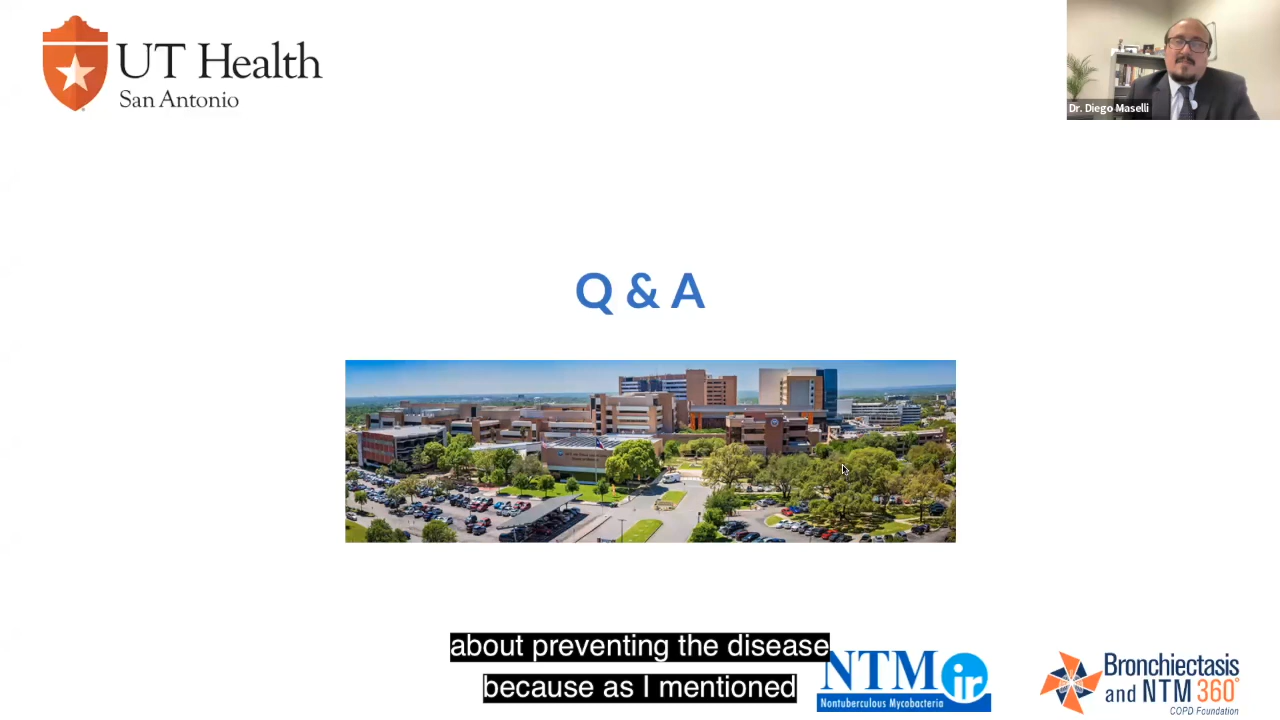 UT Health
San Antonio
Dr. Diego Maselli
Q & A
about preventing the disease
because as I mentioned
NTMir
Nontuberculous Mycobacteria
Bronchiectasis
and NTM 360°
COPD Foundation